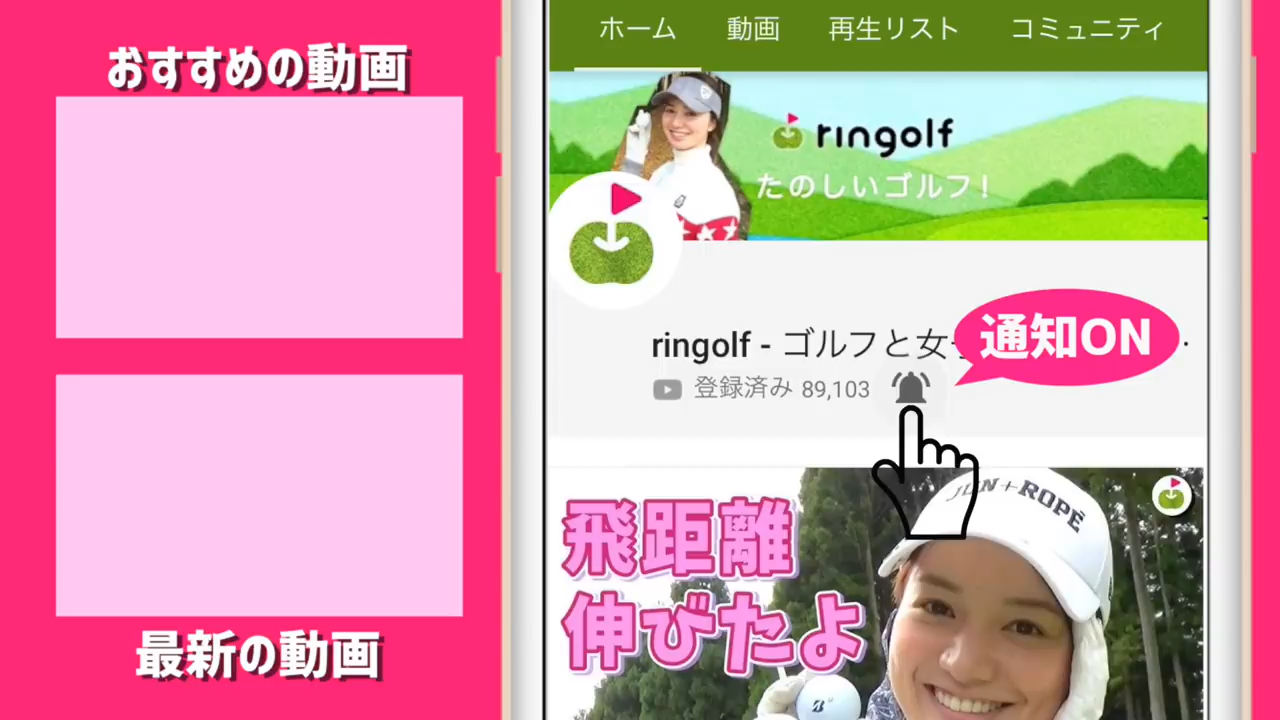 おすすめの動画
最新の動画
ホーム 動画 再生リスト コミュニティ
ringolf
たのしいゴルフ!
ringolf - ゴルフと女
通知ON
登録済み 89,103
JUN+ROPÉ
飛距離
伸びたよ
B